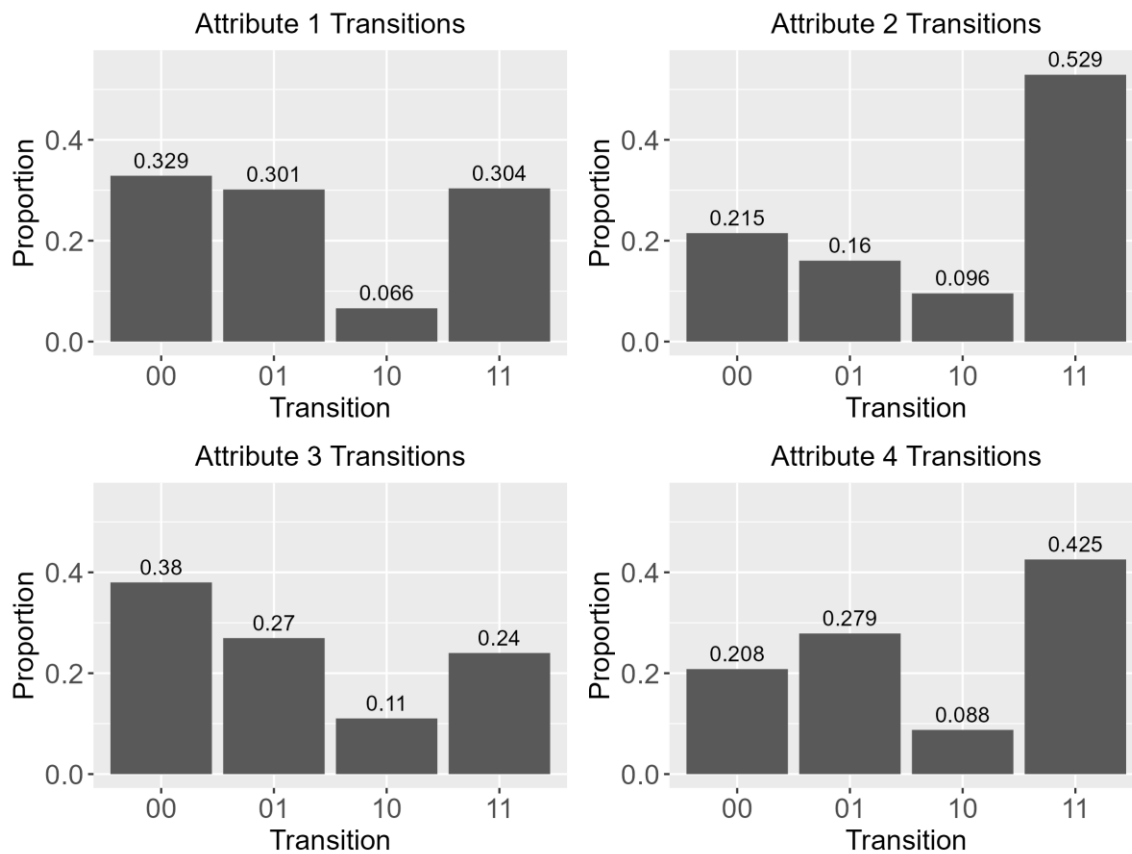 Attribute 1 Transitions
Proportion
0.4
0.2
0.0
0.329
0.301
0.066
0.304
00 01 10 11
Transition
Attribute 2 Transitions
Proportion
0.4
0.2
0.0
0.215
0.16
0.096
0.529
00 01 10 11
Transition
Attribute 3 Transitions
Proportion
0.4
0.2
0.0
0.38
0.27
0.11
0.24
00 01 10 11
Transition
Attribute 4 Transitions
Proportion
0.4
0.2
0.0
0.208
0.279
0.088
0.425
00 01 10 11
Transition